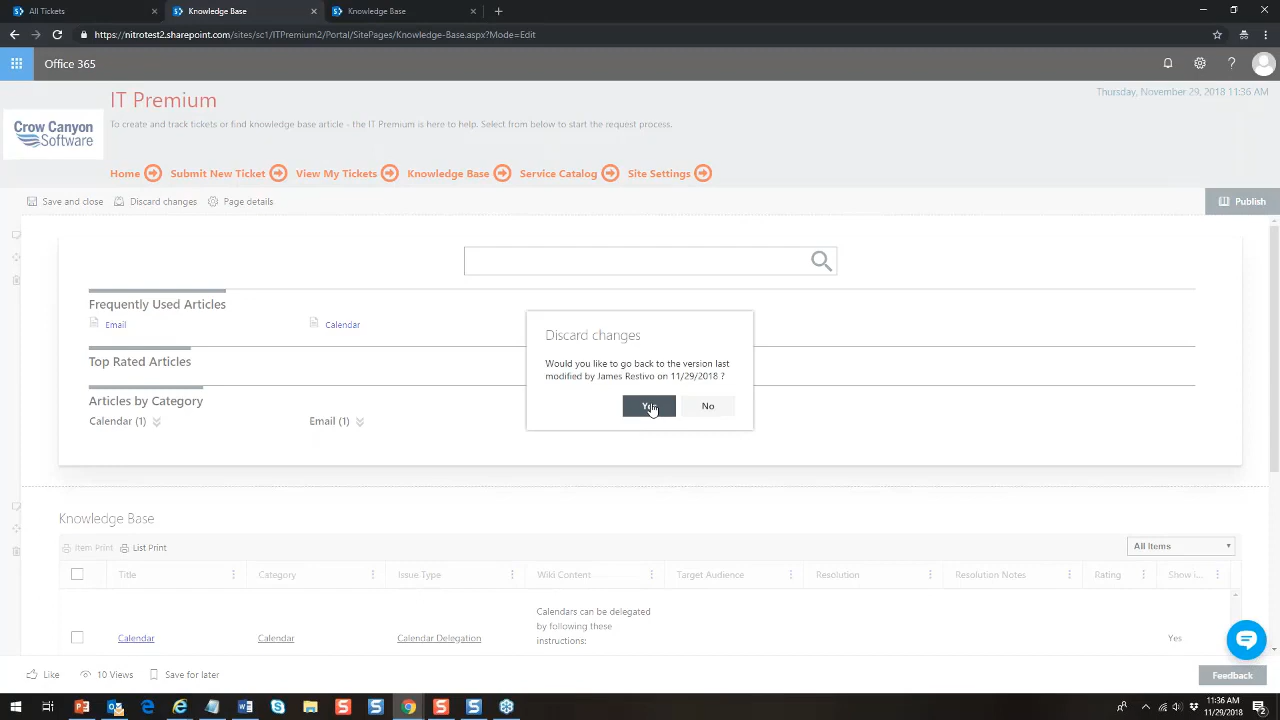 All Tickets
Knowledge Base
Knowledge Base
https://nitrotest2.sharepoint.com/sites/sc1/ITPremium2/Portal/SitePages/Knowledge-Base.aspx?Mode=Edit
Office 365
Crow Canyon
Software
IT Premium
Thursday, November 29, 2018 11:36 AM
To create and track tickets or find knowledge base article - the IT Premium is here to help. Select from below to start the request process.
Home
Submit New Ticket
View My Tickets
Knowledge Base
Service Catalog
Site Settings
Save and close
Discard changes
Page details
Publish
Frequently Used Articles
Email
Calendar
Top Rated Articles
Articles by Category
Calendar (1)
Email (1)
Discard changes
Would you like to go back to the version last
modified by James Restivo on 11/29/2018 ?
Yes
No
Knowledge Base
Item Print
List Print
All Items
Title
Category
Issue Type
Wiki Content
Target Audience
Resolution
Resolution Notes
Rating
Show i...
Calendar
Calendar
Calendar Delegation
Calendars can be delegated
by following these
instructions:
Yes
Like
10 Views
Save for later
Feedback
11:36 AM
11/29/2018